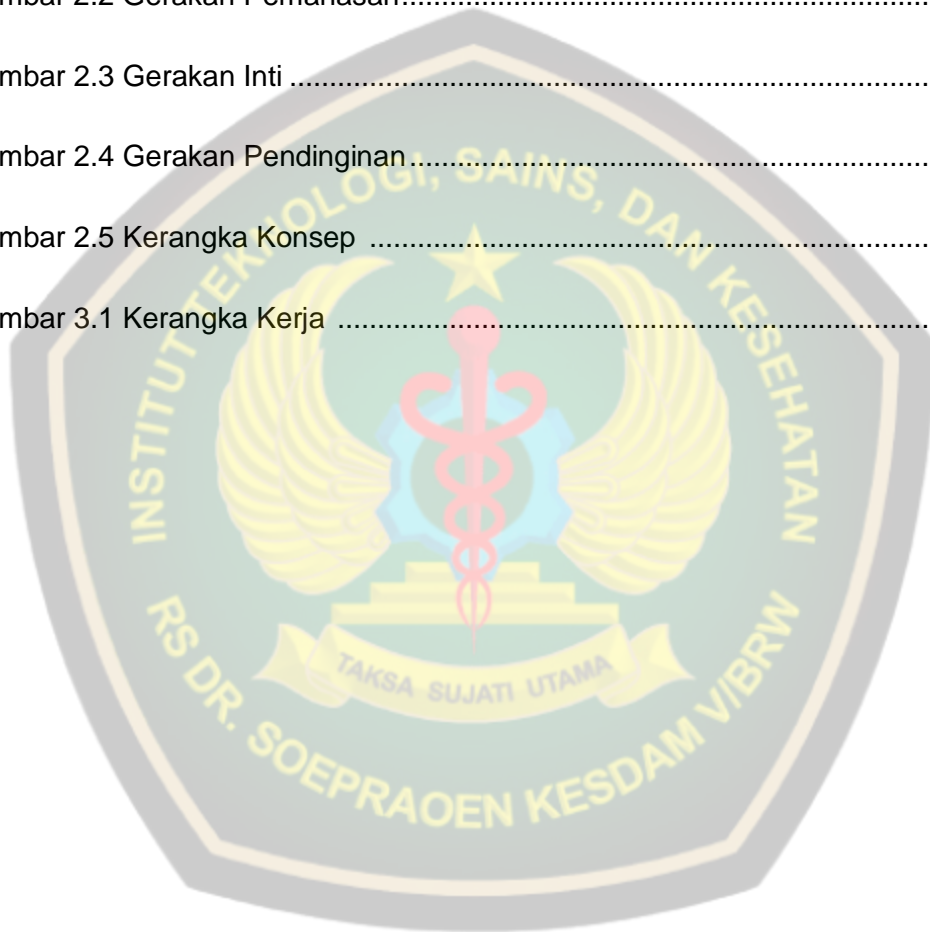 mbar 2.2 Gerakan Pemanasan..................................................................
mbar 2.3 Gerakan Inti ................................................................................
mbar 2.4 Gerakan Pendinginan.................................................................
mbar 2.5 Kerangka Konsep ......................................................................
mbar 3.1 Kerangka Kerja ..........................................................................
INSTITUT TEKNOLOGI, SAINS, DAN KESEHATAN
TAKSA SUJATI UTAMA
RS DR. SOEPRAOEN KESDAM V/BRW